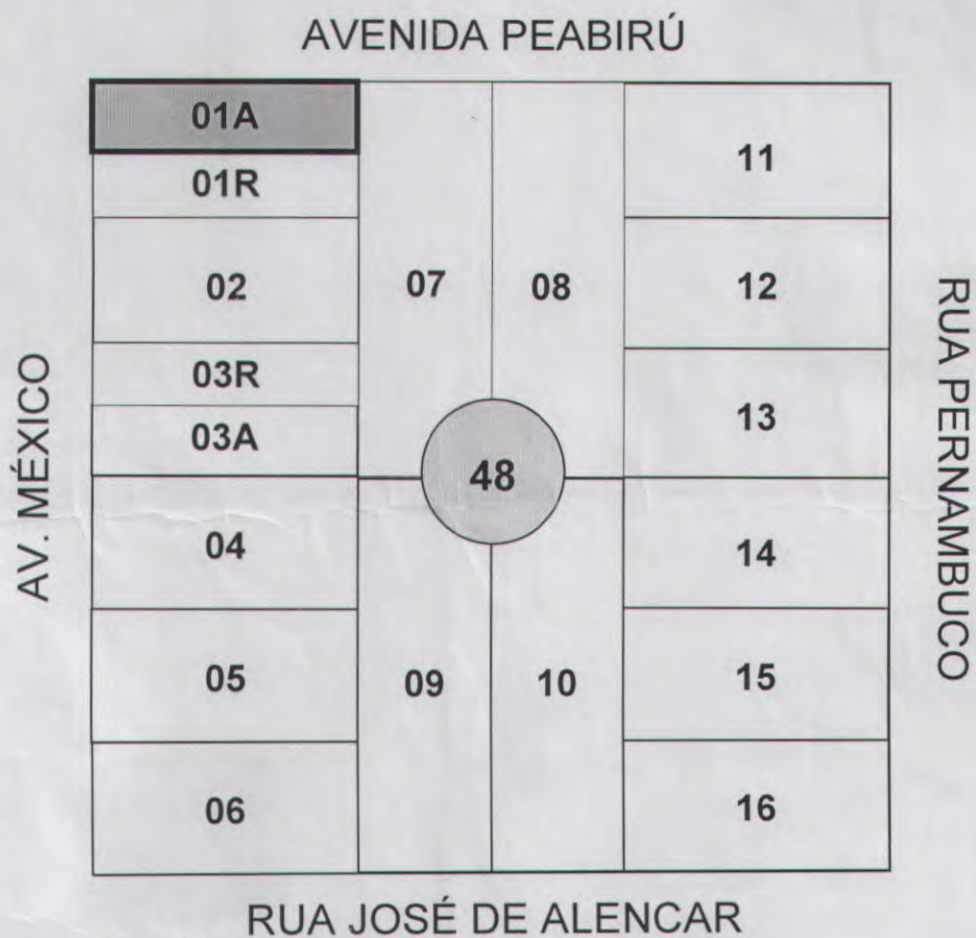 AVENIDA PEABIRÚ
01A
01R
02
03R
03A
04
05
06
07
08
09
10
48
11
12
13
14
15
16
AV. MÉXICO
RUA PERNAMBUCO
RUA JOSÉ DE ALENCAR